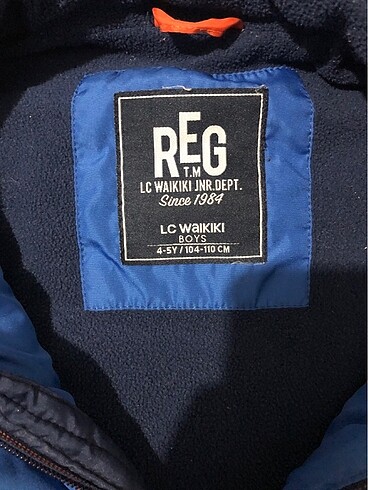 REG
T.M
LC WAIKIKI JNR.DEPT.
Since 1984
LC WAIKIKI
BOYS
4-5Y / 104-110 CM